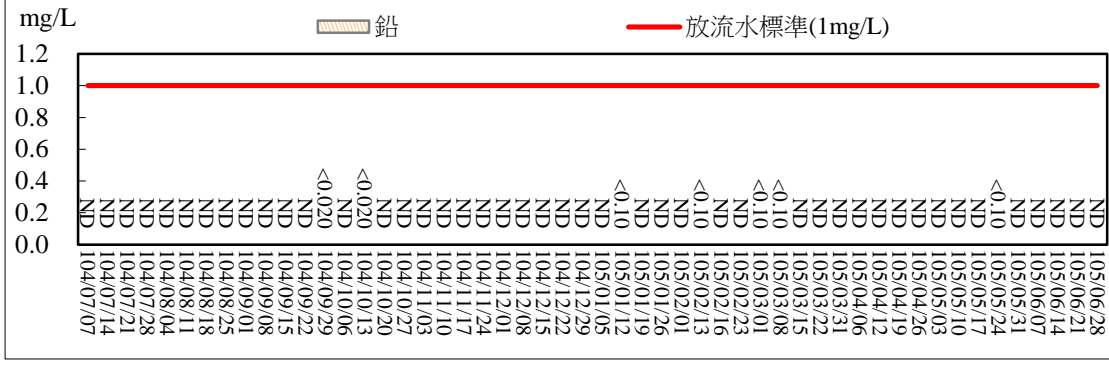 mg/L
鉛
放流水標準(1mg/L)
1.2
1.0
0.8
0.6
0.4
0.2
0.0
ND
ND
ND
ND
ND
ND
ND
ND
ND
ND
ND
ND
<0.020
ND
<0.020
ND
ND
ND
ND
ND
ND
ND
ND
ND
ND
ND
ND
<0.10
ND
ND
ND
<0.10
ND
ND
<0.10
<0.10
ND
ND
ND
ND
ND
ND
ND
ND
ND
ND
<0.10
ND
ND
ND
ND
ND
104/07/07
104/07/14
104/07/21
104/07/28
104/08/04
104/08/11
104/08/18
104/08/25
104/09/01
104/09/08
104/09/15
104/09/22
104/09/29
104/10/06
104/10/13
104/10/20
104/10/27
104/11/03
104/11/10
104/11/17
104/11/24
104/12/01
104/12/08
104/12/15
104/12/22
104/12/29
105/01/05
105/01/12
105/01/19
105/01/26
105/02/01
105/02/13
105/02/16
105/02/23
105/03/01
105/03/08
105/03/15
105/03/22
105/03/31
105/04/06
105/04/12
105/04/19
105/04/26
105/05/03
105/05/10
105/05/17
105/05/24
105/05/31
105/06/07
105/06/14
105/06/21
105/06/28